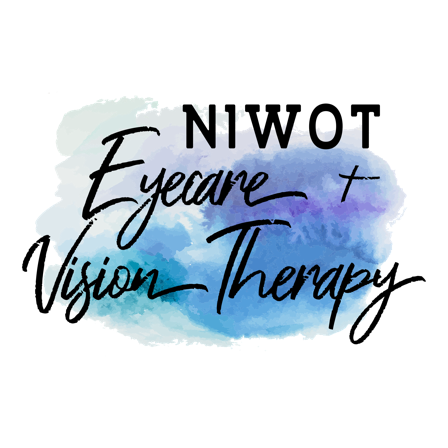 NIWOT
Eyecare +
Vision Therapy